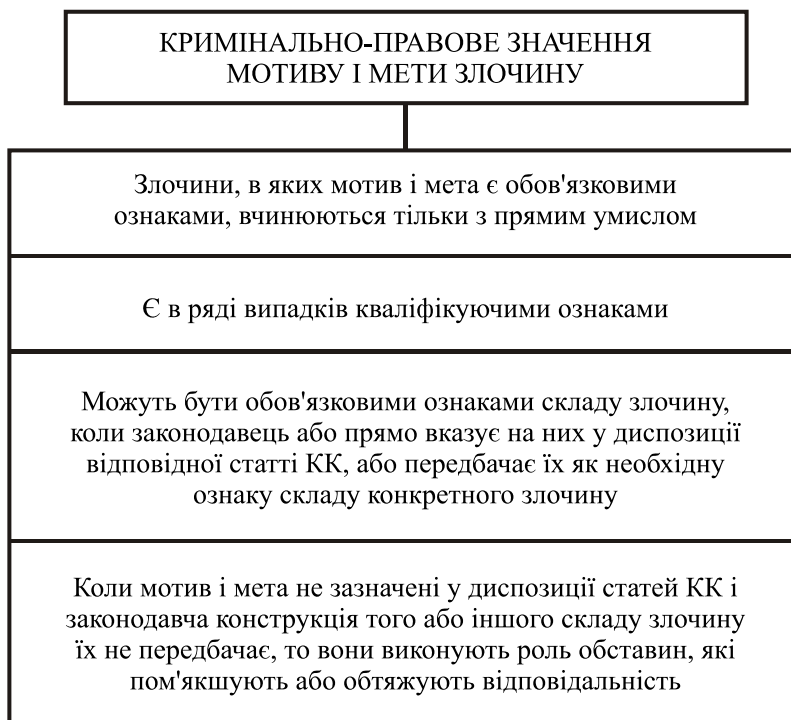 КРИМІНАЛЬНО-ПРАВОВЕ ЗНАЧЕННЯ
МОТИВУ І МЕТИ ЗЛОЧИНУ
Злочини, в яких мотив і мета є обов'язковими
ознаками, вчинюються тільки з прямим умислом
Є в ряді випадків кваліфікуючими ознаками
Можуть бути обов'язковими ознаками складу злочину,
коли законодавець або прямо вказує на них у диспозиції
відповідної статті КК, або передбачає їх як необхідну
ознаку складу конкретного злочину
Коли мотив і мета не зазначені у диспозиції статей КК і
законодавча конструкція того або іншого складу злочину
їх не передбачає, то вони виконують роль обставин, які
пом'якшують або обтяжують відповідальність